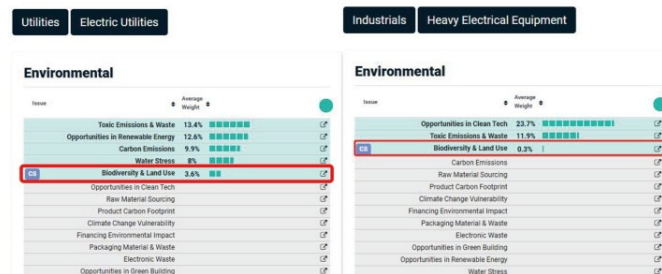 Utilities
Electric Utilities
Environmental
Issue
Average Weight
Toxic Emissions & Waste 13.4%
Opportunities in Renewable Energy 12.6%
Carbon Emissions 9.9%
Water Stress 8%
CS Biodiversity & Land Use 3.6%
Opportunities in Clean Tech
Raw Material Sourcing
Product Carbon Footprint
Climate Change Vulnerability
Financing Environmental Impact
Packaging Material & Waste
Electronic Waste
Opportunities in Green Building
Industrials
Heavy Electrical Equipment
Environmental
Issue
Average Weight
Opportunities in Clean Tech 23.7%
Toxic Emissions & Waste 11.9%
CS Biodiversity & Land Use 0.3%
Carbon Emissions
Raw Material Sourcing
Product Carbon Footprint
Climate Change Vulnerability
Financing Environmental Impact
Packaging Material & Waste
Electronic Waste
Opportunities in Green Building
Opportunities in Renewable Energy
Water Stress